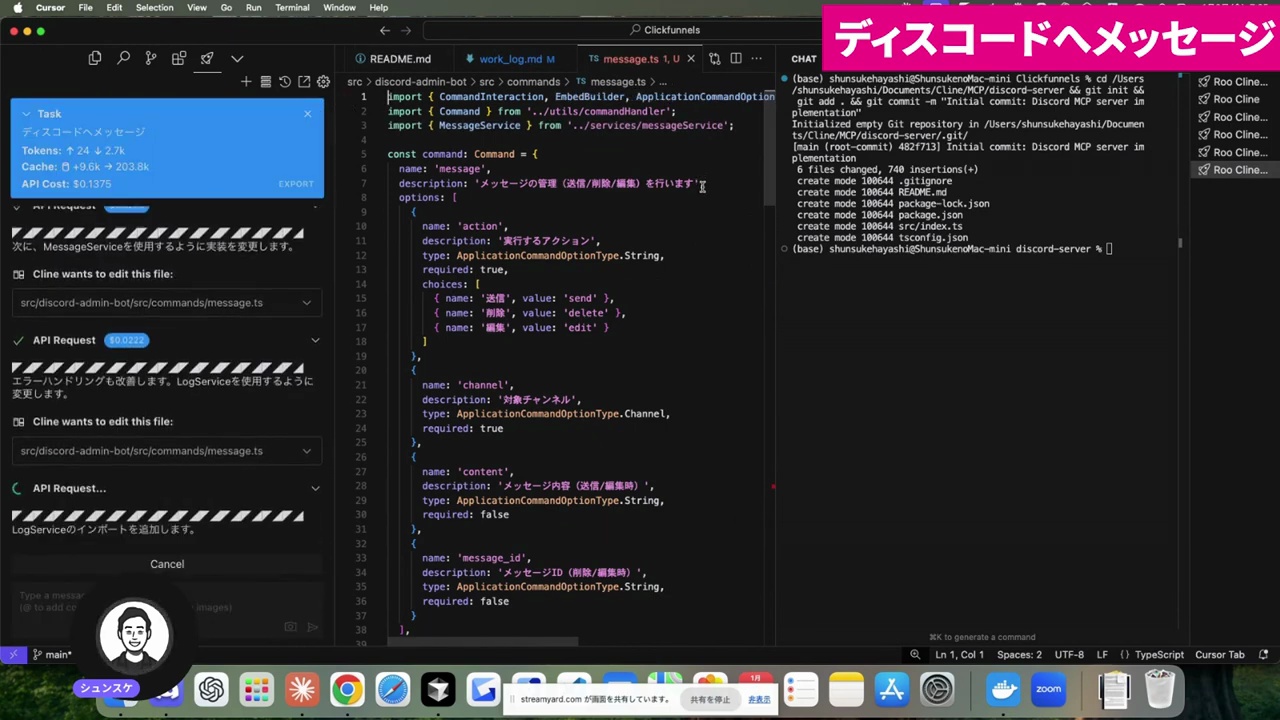 Cursor File Edit Selection View Go Run Terminal Window Help
ディスコードへメッセージ
Clickfunnels
README.md
work_log.md M
TS message.ts 1, U
CHAT
src > discord-admin-bot > src > commands > TS message.ts > ...
Task
ディスコードへメッセージ
Tokens: ↑ 24 ↓ 2.7k
Cache: +9.6k → 203.8k
API Cost: $0.1375
EXPORT
API Request
次に、MessageServiceを使用するように実装を変更します。
Cline wants to edit this file:
src/discord-admin-bot/src/commands/message.ts
API Request $0.0222
エラーハンドリングも改善します。LogServiceを使用するように
変更します。
Cline wants to edit this file:
src/discord-admin-bot/src/commands/message.ts
API Request...
LogServiceのインポートを追加します。
Cancel
Type a messa
(@ to add co
images)
シュンスケ
1 import { CommandInteraction, EmbedBuilder, ApplicationCommandOption
2 import { Command } from '../utils/commandHandler';
3 import { MessageService } from '../services/messageService';
4
5 const command: Command = {
6 name: 'message',
7 description: 'メッセージの管理（送信/削除/編集）を行います',
8 options: [
9 {
10 name: 'action',
11 description: '実行するアクション',
12 type: ApplicationCommandOptionType.String,
13 required: true,
14 choices: [
15 { name: '送信', value: 'send' },
16 { name: '削除', value: 'delete' },
17 { name: '編集', value: 'edit' }
18 ]
19 },
20 {
21 name: 'channel',
22 description: '対象チャンネル',
23 type: ApplicationCommandOptionType.Channel,
24 required: true
25 },
26 {
27 name: 'content',
28 description: 'メッセージ内容（送信/編集時）',
29 type: ApplicationCommandOptionType.String,
30 required: false
31 },
32 {
33 name: 'message_id',
34 description: 'メッセージID（削除/編集時）',
35 type: ApplicationCommandOptionType.String,
36 required: false
37 }
38 ],
39
(base) shunsukehayashi@ShunsukenoMac-mini Clickfunnels % cd /Users
/shunsukehayashi/Documents/Cline/MCP/discord-server && git init &&
git add . && git commit -m "Initial commit: Discord MCP server im
plementation"
Initialized empty Git repository in /Users/shunsukehayashi/Documen
ts/Cline/MCP/discord-server/.git/
[main (root-commit) 482f713] Initial commit: Discord MCP server im
plementation
6 files changed, 740 insertions(+)
create mode 100644 .gitignore
create mode 100644 README.md
create mode 100644 package-lock.json
create mode 100644 package.json
create mode 100644 src/index.ts
create mode 100644 tsconfig.json
(base) shunsukehayashi@ShunsukenoMac-mini discord-server %
⌘K to generate a command
Roo Cline...
Roo Cline
Roo Cline...
Roo Cline...
Roo Cline...
Roo Cline...
main*
Ln 1, Col 1 Spaces: 2 UTF-8 LF {} TypeScript Cursor Tab
streamyard.com が画面を共有しています。 共有を停止 非表示
1月
zoom